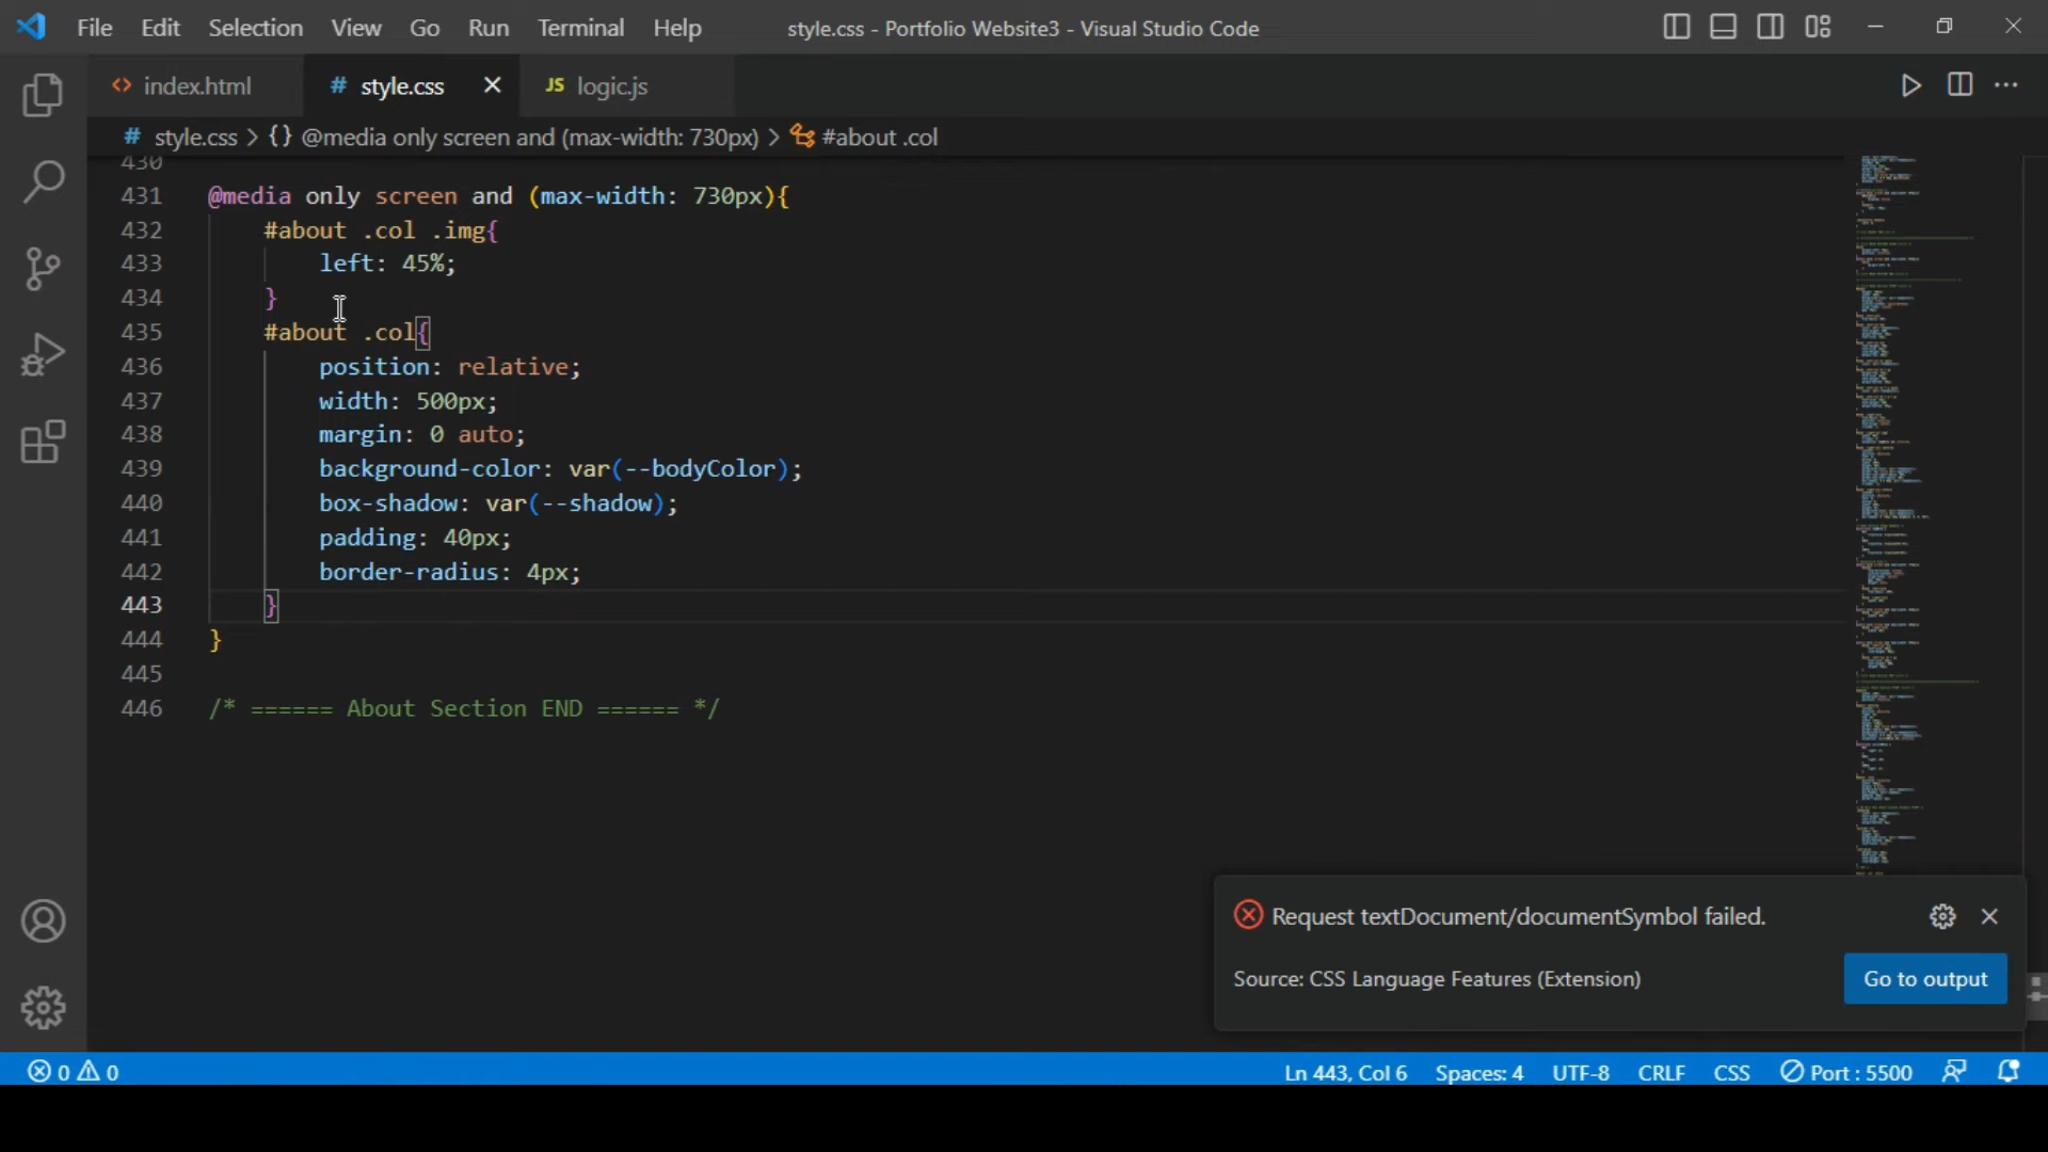 File Edit Selection View Go Run Terminal Help style.css - Portfolio Website3 - Visual Studio Code
<> index.html # style.css JS logic.js
# style.css > {} @media only screen and (max-width: 730px) > #about .col
430
431 @media only screen and (max-width: 730px){
432 #about .col .img{
433 left: 45%;
434 }
435 #about .col{
436 position: relative;
437 width: 500px;
438 margin: 0 auto;
439 background-color: var(--bodyColor);
440 box-shadow: var(--shadow);
441 padding: 40px;
442 border-radius: 4px;
443 }
444 }
445
446 /* ====== About Section END ====== */
Request textDocument/documentSymbol failed.
Source: CSS Language Features (Extension) Go to output
0 0 Ln 443, Col 6 Spaces: 4 UTF-8 CRLF CSS Port : 5500